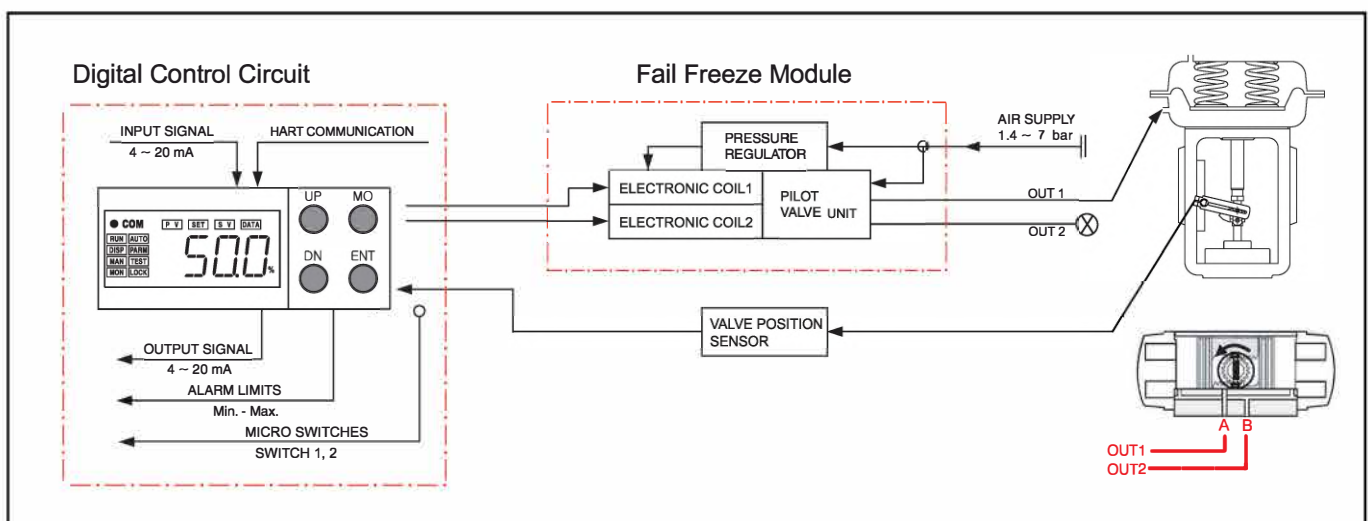 Digital Control Circuit
Fail Freeze Module
INPUT SIGNAL
4 ~ 20 mA
HART COMMUNICATION
AIR SUPPLY
1.4 ~ 7 bar
PRESSURE
REGULATOR
ELECTRONIC COIL1
ELECTRONIC COIL2
PILOT
VALVE UNIT
OUT 1
OUT 2
UP MO
DN ENT
COM P V SET S V DATA
RUN AUTO
DISP PARM
MAN TEST
MON LOCK
50.0 %
VALVE POSITION
SENSOR
OUTPUT SIGNAL
4 ~ 20 mA
ALARM LIMITS
Min. - Max.
MICRO SWITCHES
SWITCH 1, 2
A B
OUT1
OUT2